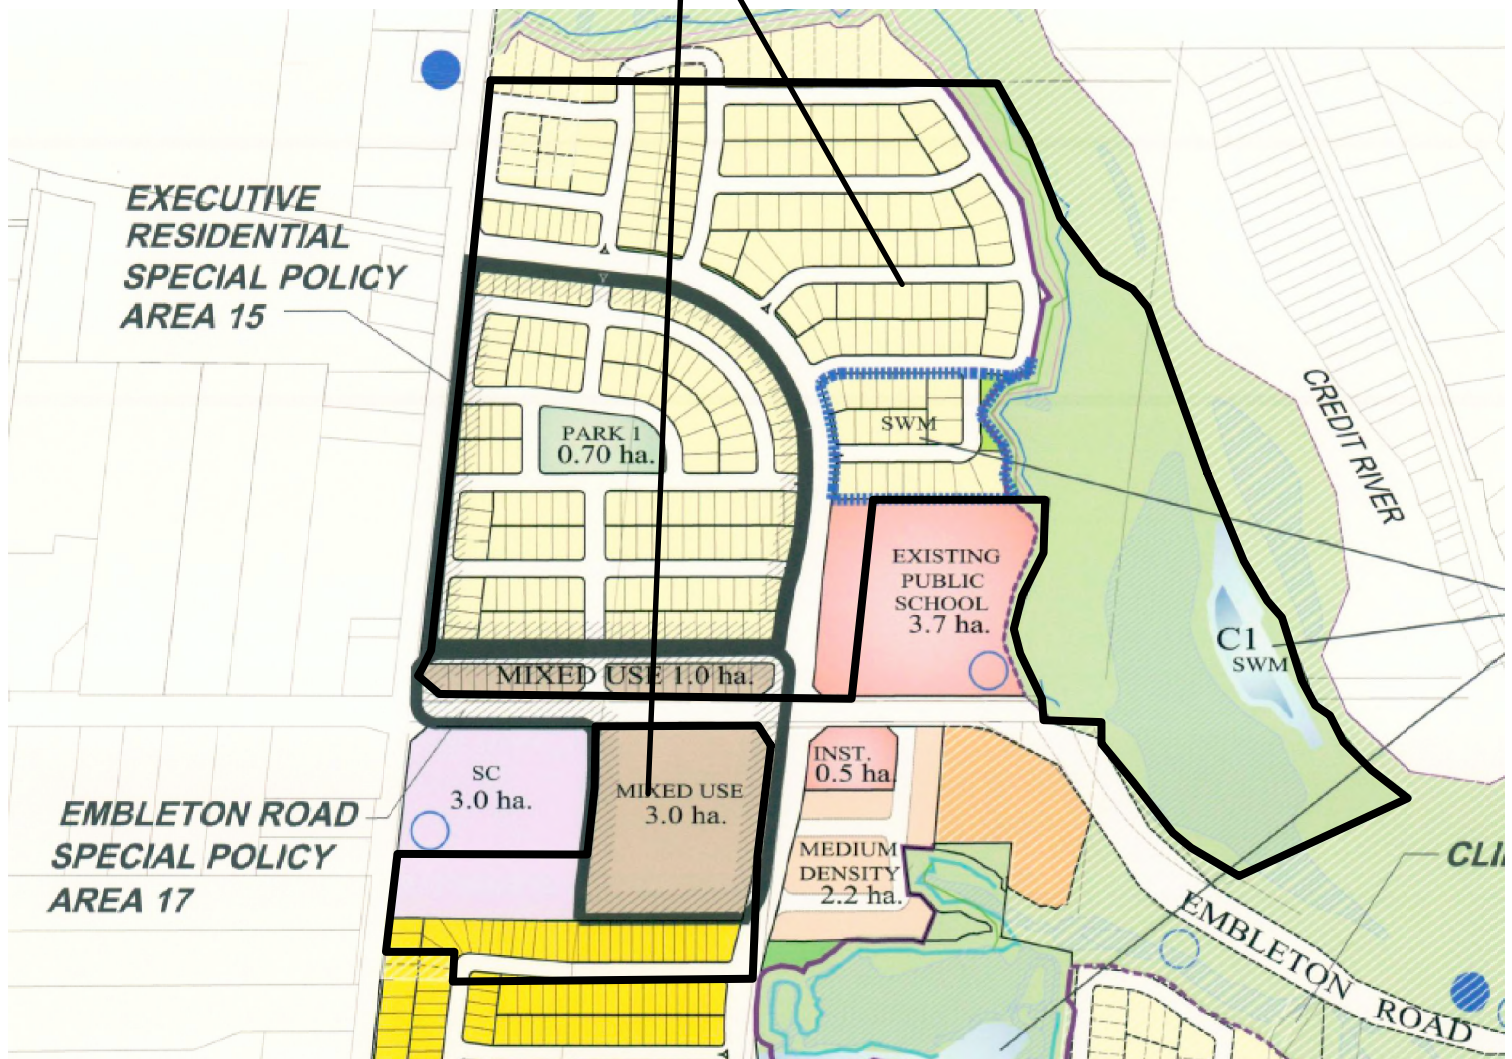 EXECUTIVE
RESIDENTIAL
SPECIAL POLICY
AREA 15
PARK 1
0.70 ha.
SWM
CREDIT RIVER
EXISTING
PUBLIC
SCHOOL
3.7 ha.
C1
SWM
MIXED USE 1.0 ha.
SC
3.0 ha.
MIXED USE
3.0 ha.
INST.
0.5 ha.
EMBLETON ROAD
SPECIAL POLICY
AREA 17
MEDIUM
DENSITY
2.2 ha.
EMBLETON ROAD